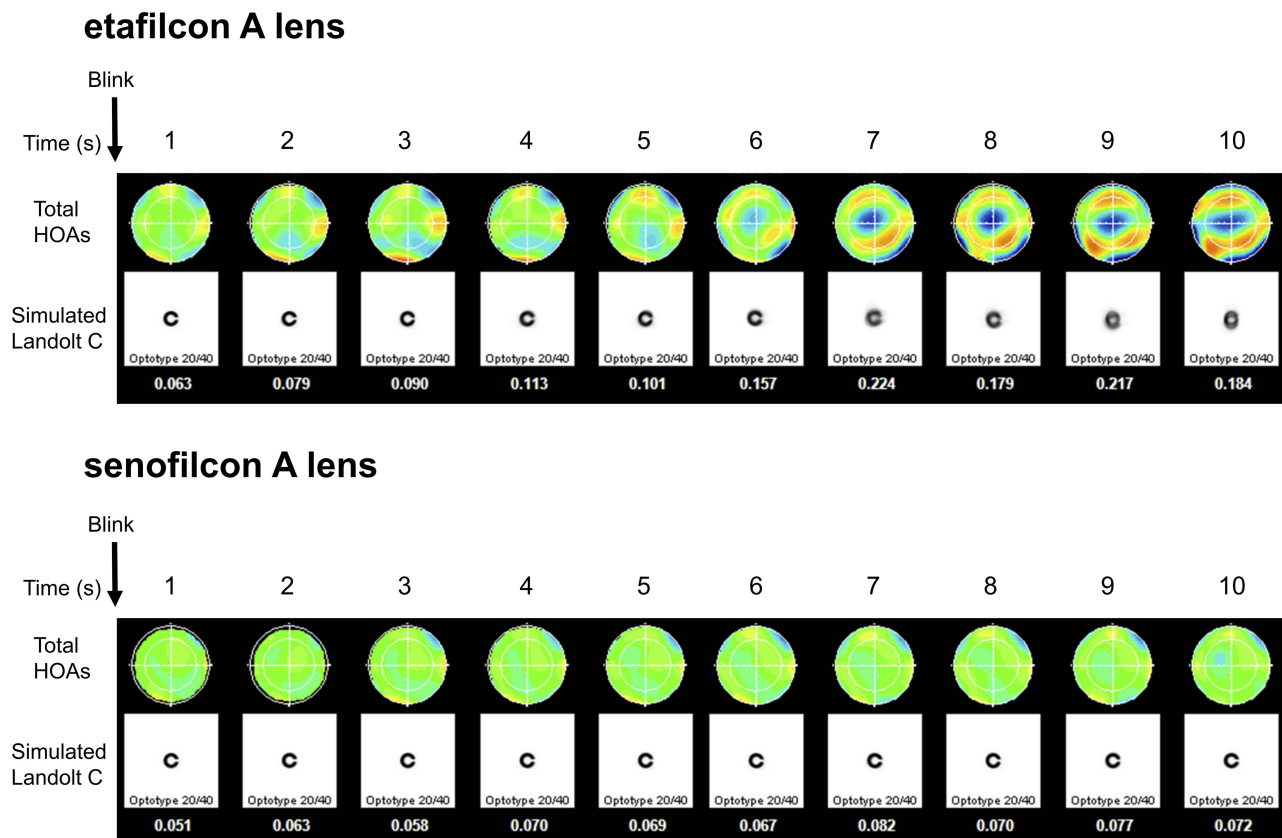 etafilcon A lens
Blink
Time (s) 1 2 3 4 5 6 7 8 9 10
Total
HOAs
Simulated
Landolt C
Optotype 20/40 Optotype 20/40 Optotype 20/40 Optotype 20/40 Optotype 20/40 Optotype 20/40 Optotype 20/40 Optotype 20/40 Optotype 20/40 Optotype 20/40
0.063 0.079 0.090 0.113 0.101 0.157 0.224 0.179 0.217 0.184
senofilcon A lens
Blink
Time (s) 1 2 3 4 5 6 7 8 9 10
Total
HOAs
Simulated
Landolt C
Optotype 20/40 Optotype 20/40 Optotype 20/40 Optotype 20/40 Optotype 20/40 Optotype 20/40 Optotype 20/40 Optotype 20/40 Optotype 20/40 Optotype 20/40
0.051 0.063 0.058 0.070 0.069 0.067 0.082 0.070 0.077 0.072